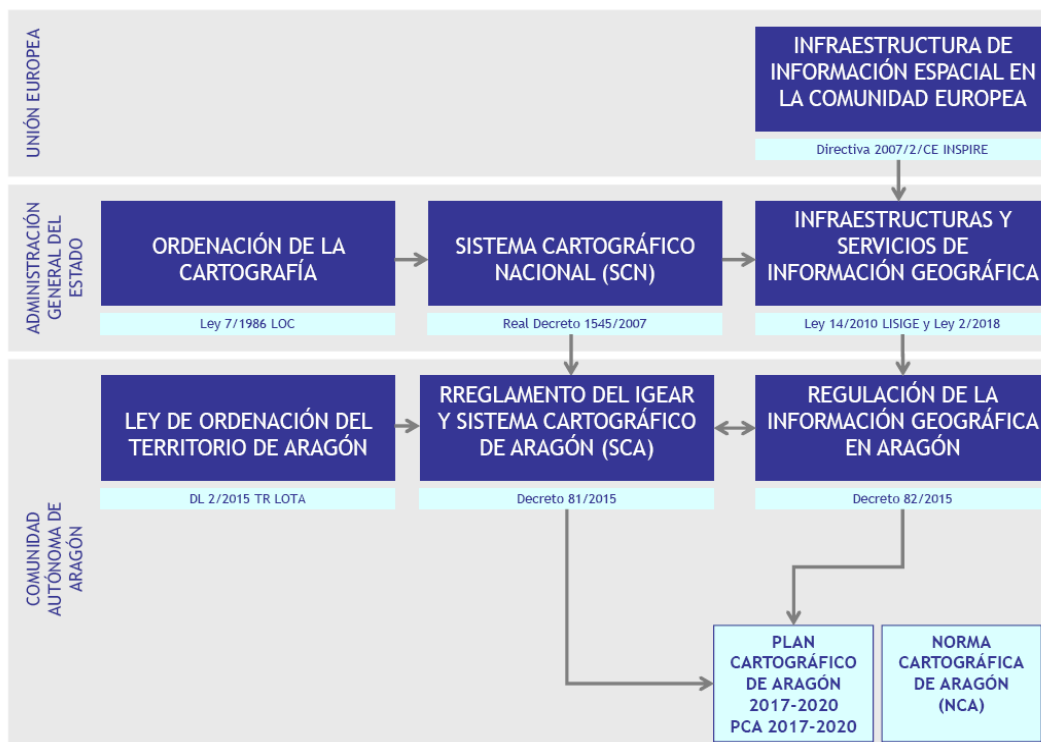 UNIÓN EUROPEA
INFRAESTRUCTURA DE
INFORMACIÓN ESPACIAL EN
LA COMUNIDAD EUROPEA
Directiva 2007/2/CE INSPIRE
ADMINISTRACIÓN
GENERAL DEL
ESTADO
ORDENACIÓN DE LA
CARTOGRAFÍA
Ley 7/1986 LOC
SISTEMA CARTOGRÁFICO
NACIONAL (SCN)
Real Decreto 1545/2007
INFRAESTRUCTURAS Y
SERVICIOS DE
INFORMACIÓN GEOGRÁFICA
Ley 14/2010 LISIGE y Ley 2/2018
COMUNIDAD
AUTÓNOMA DE
ARAGÓN
LEY DE ORDENACIÓN DEL
TERRITORIO DE ARAGÓN
DL 2/2015 TR LOTA
RREGLAMENTO DEL IGEAR
Y SISTEMA CARTOGRÁFICO
DE ARAGÓN (SCA)
Decreto 81/2015
REGULACIÓN DE LA
INFORMACIÓN GEOGRÁFICA
EN ARAGÓN
Decreto 82/2015
PLAN
CARTOGRÁFICO
DE ARAGÓN
2017-2020
PCA 2017-2020
NORMA
CARTOGRÁFICA
DE ARAGÓN
(NCA)